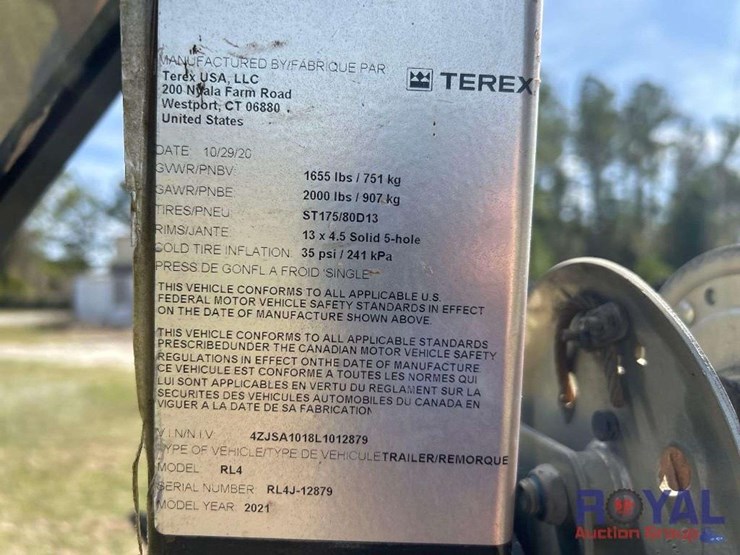 MANUFACTURED BY/FABRIQUE PAR
TEREX
Terex USA, LLC
200 Nyala Farm Road
Westport, CT 06880
United States
DATE 10/29/20
GVWR/PNBV 1655 lbs / 751 kg
GAWR/PNBE 2000 lbs / 907 kg
TIRES/PNEU ST175/80D13
RIMS/JANTE 13 x 4.5 Solid 5-hole
COLD TIRE INFLATION 35 psi / 241 kPa
PRESS DE GONFL A FROID 'SINGLE'
THIS VEHICLE CONFORMS TO ALL APPLICABLE U.S.
FEDERAL MOTOR VEHICLE SAFETY STANDARDS IN EFFECT
ON THE DATE OF MANUFACTURE SHOWN ABOVE.
THIS VEHICLE CONFORMS TO ALL APPLICABLE STANDARDS
PRESCRIBEDUNDER THE CANADIAN MOTOR VEHICLE SAFETY
REGULATIONS IN EFFECT ONTHE DATE OF MANUFACTURE
CE VEHICULE EST CONFORME A TOUTES LES NORMES QUI
LUI SONT APPLICABLES EN VERTU DU REGLAMENT SUR LA
SECURITES DES VEHICULES AUTOMOBILES DU CANADA EN
VIGUER A LA DATE DE SA FABRICATION
V.I.N/N.I.V. 4ZJSA1018L1012879
TYPE OF VEHICLE/TYPE DE VEHICULE TRAILER/REMORQUE
MODEL RL4
SERIAL NUMBER RL4J-12879
MODEL YEAR 2021
ROYAL
Auction Group